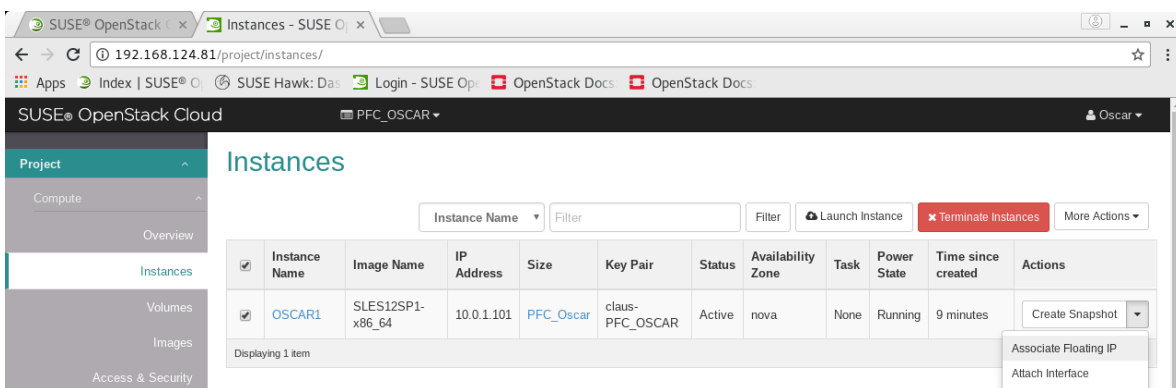 SUSE® OpenStack
Instances - SUSE O
192.168.124.81/project/instances/
Apps Index | SUSE® O SUSE Hawk: Das Login - SUSE Ope OpenStack Docs: OpenStack Docs:
SUSE® OpenStack Cloud PFC_OSCAR Oscar
Project
Instances
Compute
Instance Name Filter Filter Launch Instance Terminate Instances More Actions
Overview
Instance Name Image Name IP Address Size Key Pair Status Availability Zone Task Power State Time since created Actions
Instances
Volumes
OSCAR1 SLES12SP1-x86_64 10.0.1.101 PFC_Oscar claus-PFC_OSCAR Active nova None Running 9 minutes Create Snapshot
Images
Displaying 1 item
Associate Floating IP
Access & Security
Attach Interface